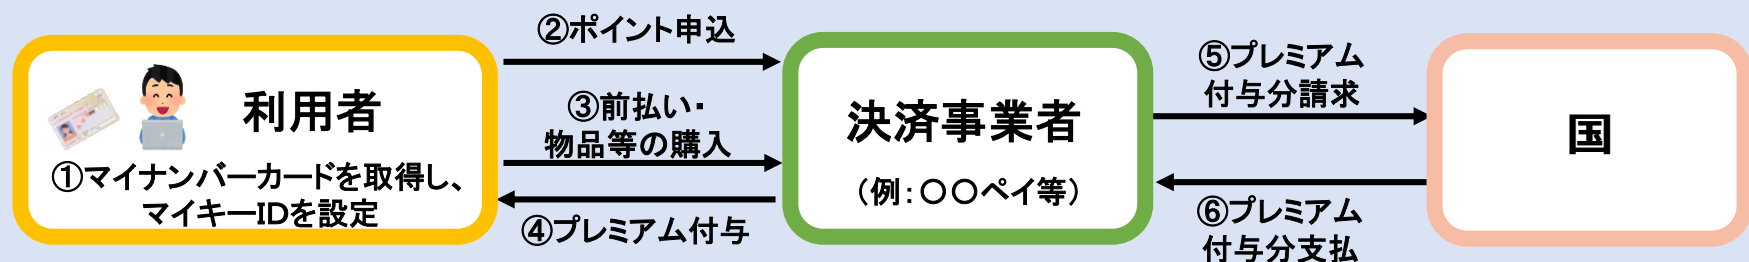 利用者
①マイナンバーカードを取得し、
マイキーIDを設定
②ポイント申込
③前払い・
物品等の購入
④プレミアム付与
決済事業者
（例：〇〇ペイ等）
⑤プレミアム
付与分請求
⑥プレミアム
付与分支払
国